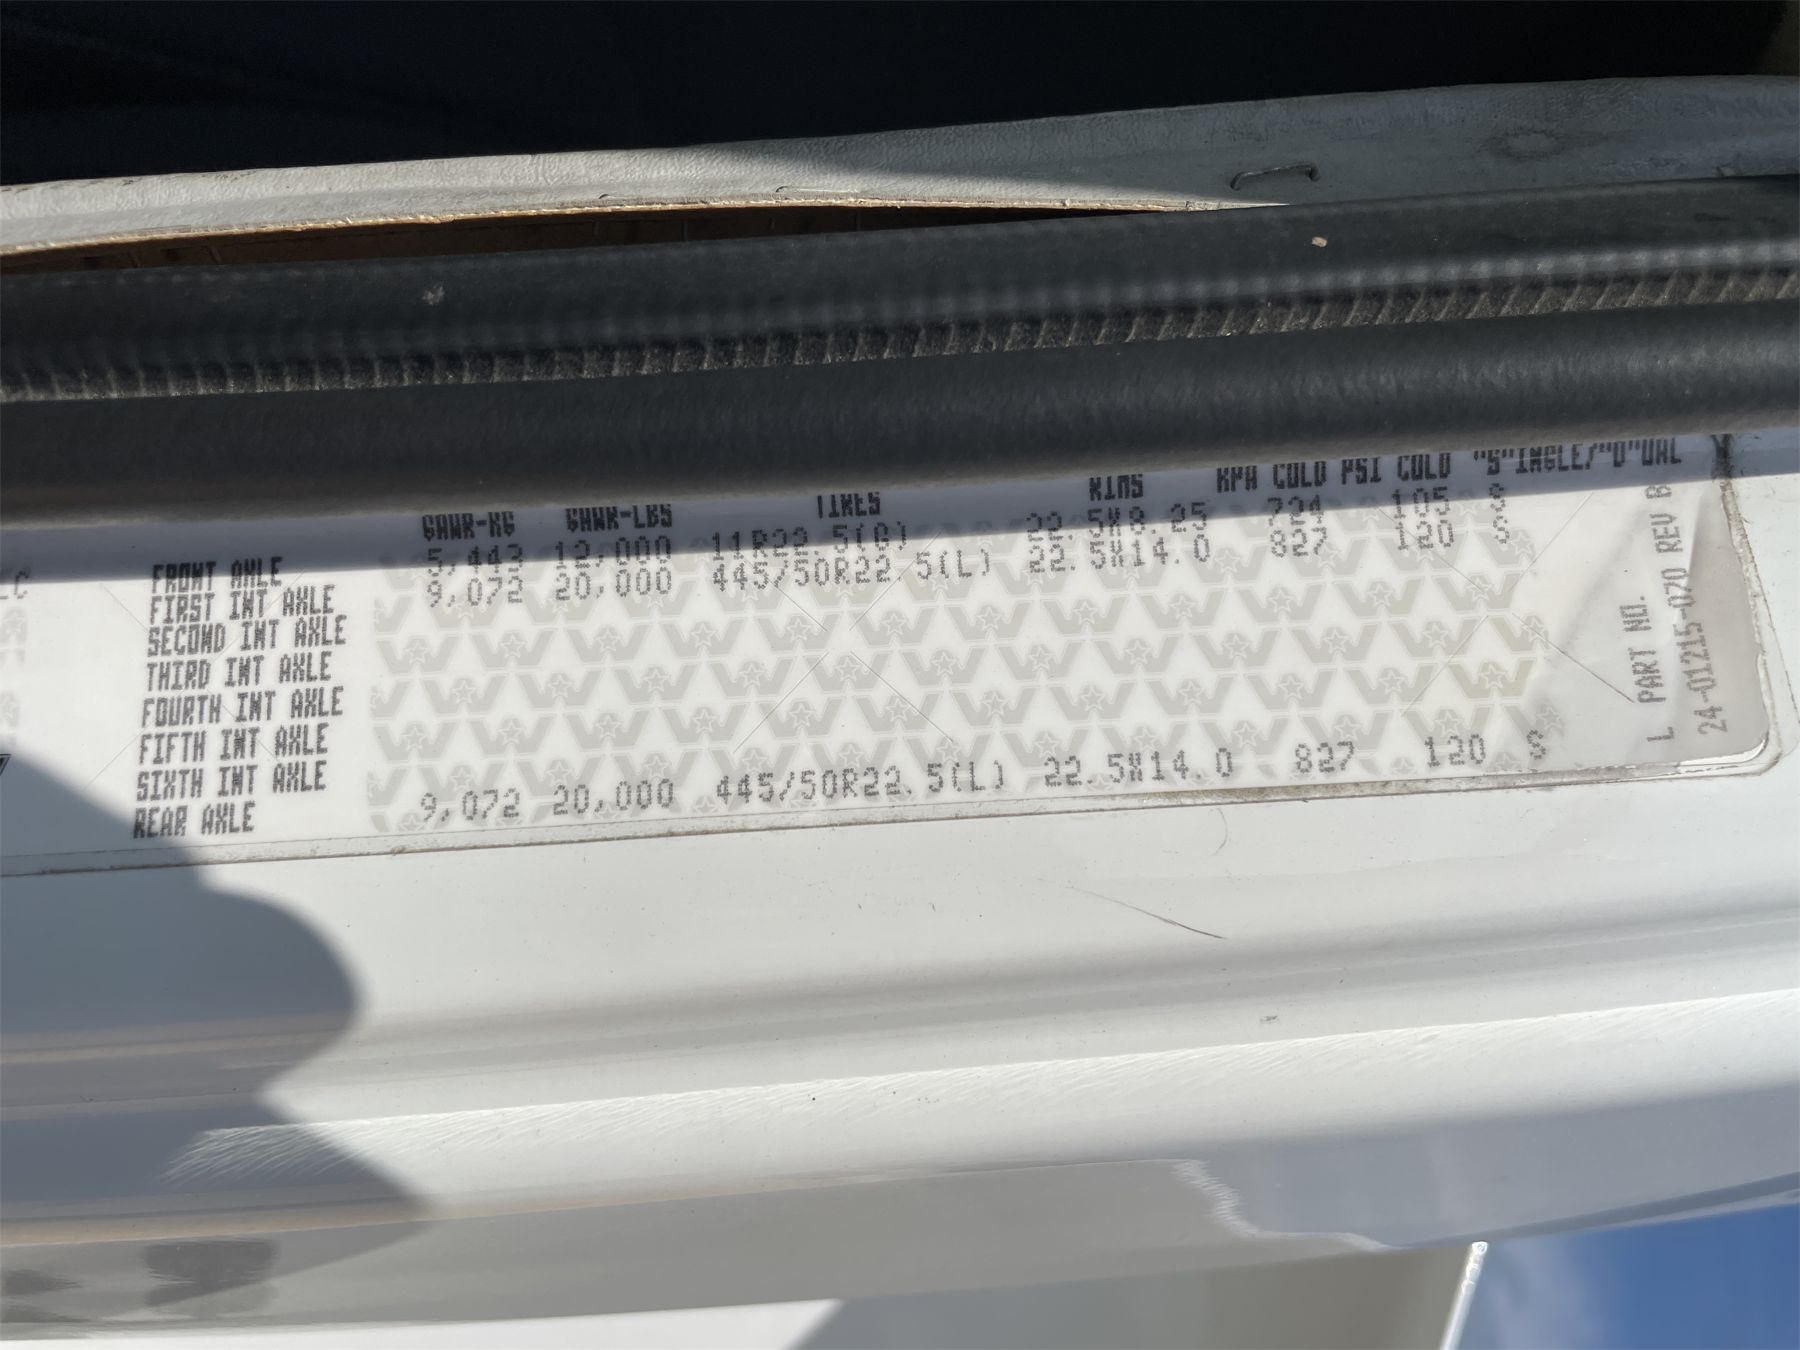 GAWR-KG GAWR-LBS TIRES RIMS KPA COLD PSI COLD "S"INGLE/"D"UAL
FRONT AXLE 5,443 12,000 11R22.5(G) 22.5X8.25 724 105 S
FIRST INT AXLE 9,072 20,000 445/50R22.5(L) 22.5X14.0 827 120 S
SECOND INT AXLE
THIRD INT AXLE
FOURTH INT AXLE
FIFTH INT AXLE
SIXTH INT AXLE
REAR AXLE 9,072 20,000 445/50R22.5(L) 22.5X14.0 827 120 S
L PART NO.
24-01215-070 REV B